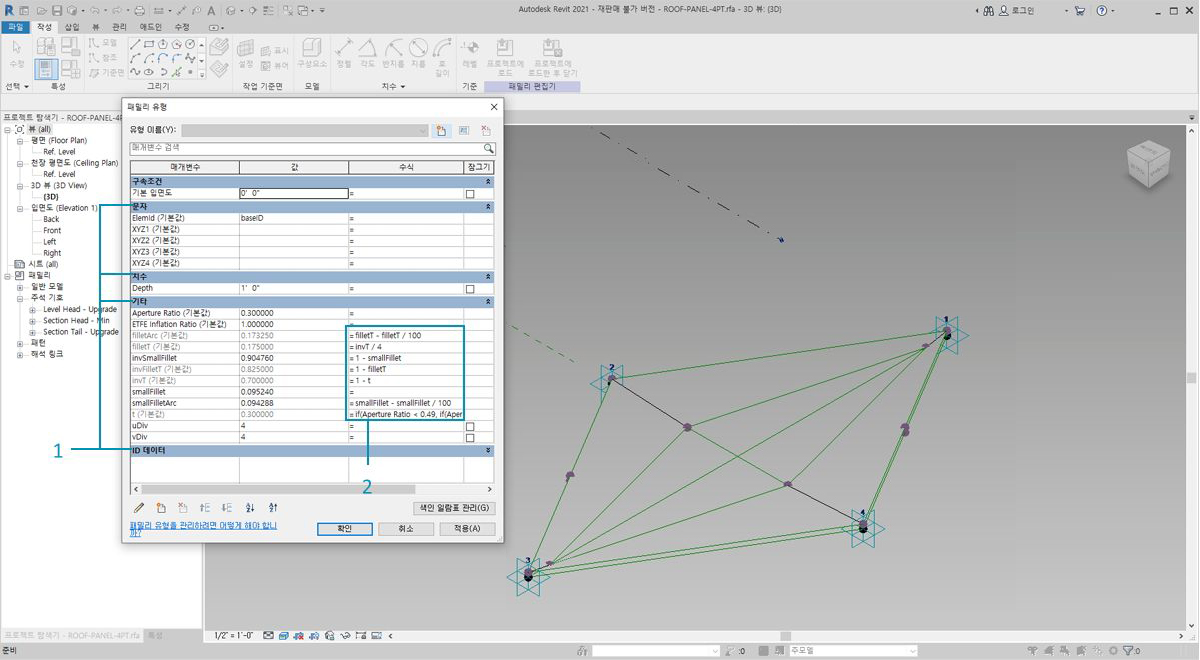 Autodesk Revit 2021 - 재판매 불가 버전 - ROOF-PANEL-4PT.rfa - 3D 뷰: {3D}
로그인
파일 작성 삽입 뷰 관리 애드인 수정
수정
선택
특성
모델
참조
기준면
그리기
설정
표시
뷰어
작업 기준면
구성요소
모델
정렬 각도 반지름 지름 호 길이
치수
레벨
기준
프로젝트에 로드
프로젝트에 로드한 후 닫기
패밀리 편집기
프로젝트 탐색기 - ROOF-PANEL-4P
뷰 (all)
평면 (Floor Plan)
Ref. Level
천장 평면도 (Ceiling Plan)
Ref. Level
3D 뷰 (3D View)
{3D}
입면도 (Elevation 1)
Back
Front
Left
Right
시트 (all)
패밀리
일반 모델
주석 기호
Level Head - Upgrade
Section Head - Min
Section Tail - Upgrade
패턴
해석 링크
패밀리 유형
유형 이름(Y):
매개변수 검색
매개변수 값 수식 잠그기
구속조건
기본 입면도 0' 0" =
문자
ElemId (기본값) baseID =
XYZ1 (기본값) =
XYZ2 (기본값) =
XYZ3 (기본값) =
XYZ4 (기본값) =
치수
Depth 1' 0" =
기타
Aperture Ratio (기본값) 0.300000 =
ETFE Inflation Ratio (기본값) 1.000000 =
filletArc (기본값) 0.173250 = filletT - filletT / 100
filletT (기본값) 0.175000 = invT / 4
invSmallFillet 0.904760 = 1 - smallFillet
invFilletT (기본값) 0.825000 = 1 - filletT
invT (기본값) 0.700000 = 1 - t
smallFillet 0.095240 =
smallFilletArc 0.094288 = smallFillet - smallFillet / 100
t (기본값) 0.300000 = if(Aperture Ratio < 0.49, if(Aper
uDiv 4 =
vDiv 4 =
ID 데이터
색인 일람표 관리(G)
패밀리 유형을 관리하려면 어떻게 해야 합니까?
확인 취소 적용(A)
1
2
1
2
3
4
프로젝트 탐색기 - ROOF-PANEL-4PT.rfa 특성
1/2" = 1'-0"
준비
:0
주모델
:0